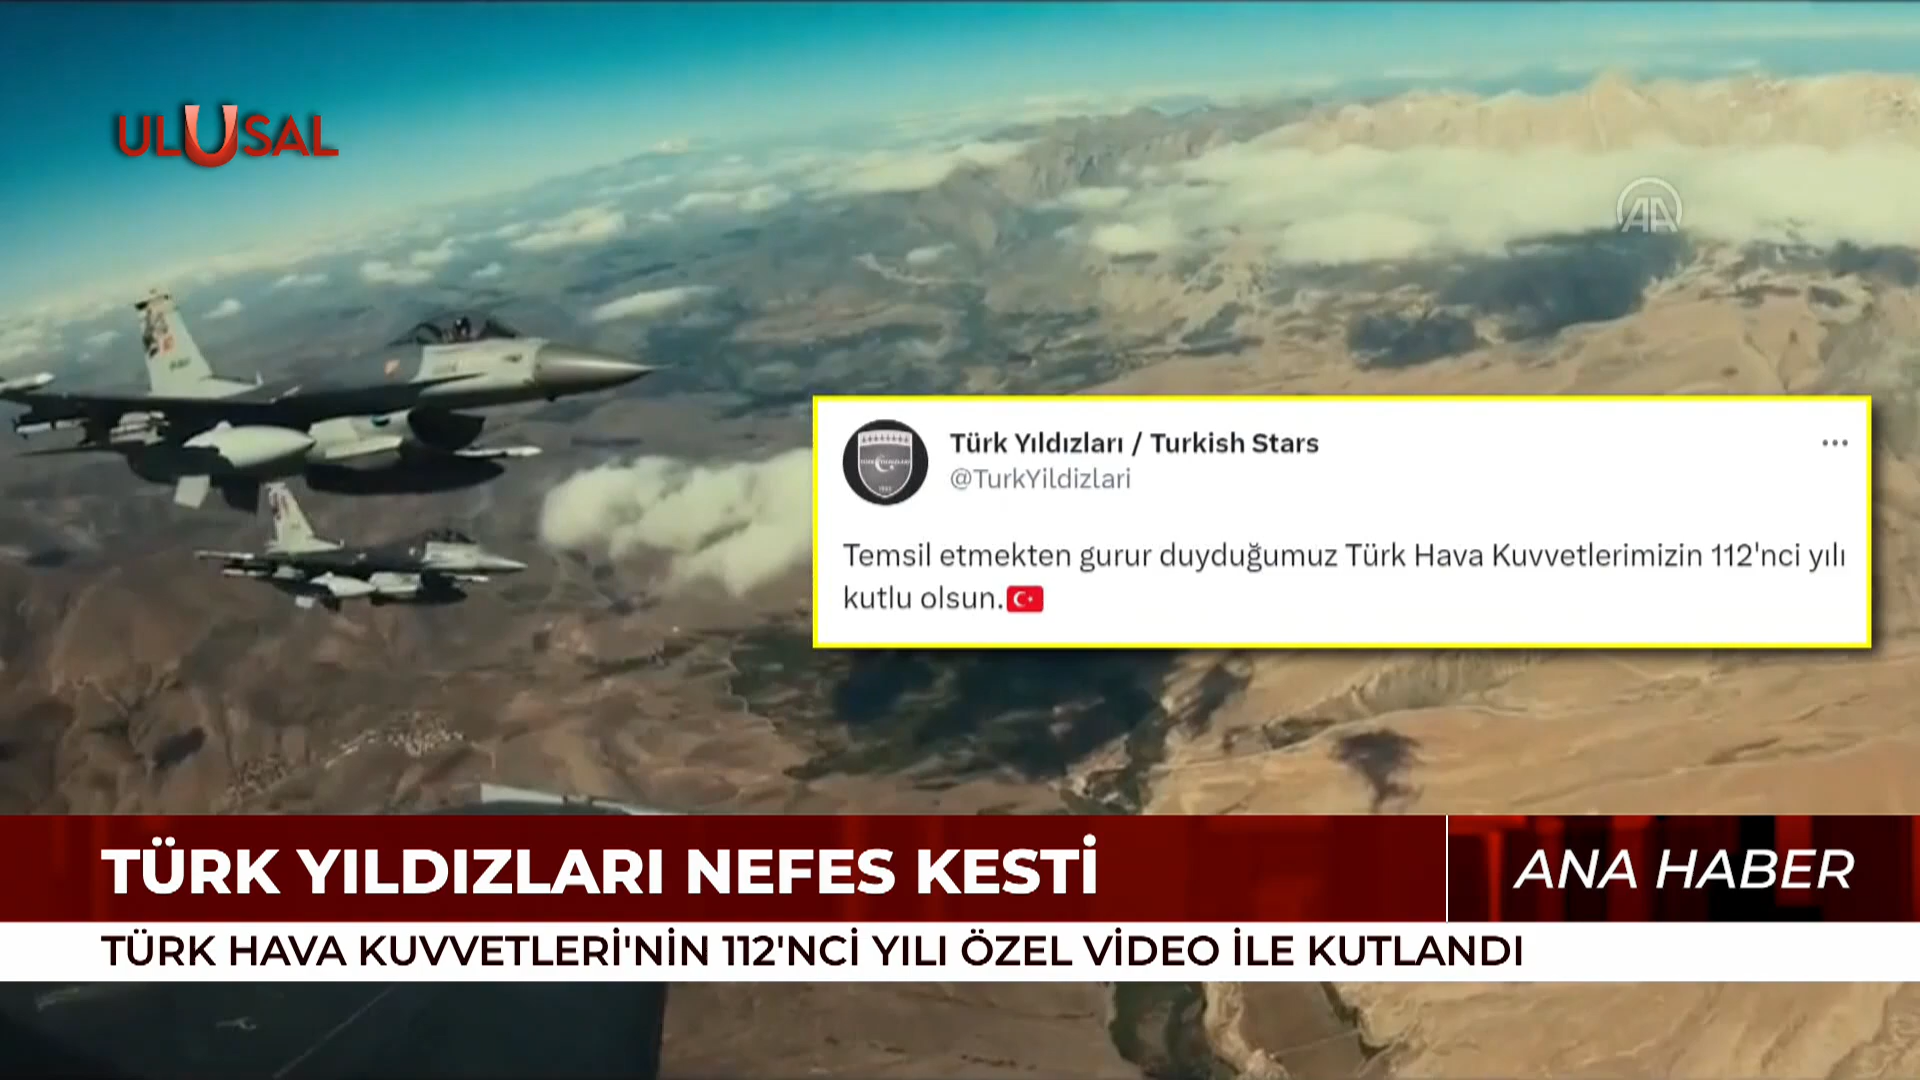 ULUSAL
AA
Türk Yıldızları / Turkish Stars
@TurkYildizlari
Temsil etmekten gurur duyduğumuz Türk Hava Kuvvetlerimizin 112'nci yılı
kutlu olsun.🇹🇷
TÜRK YILDIZLARI NEFES KESTİ
ANA HABER
TÜRK HAVA KUVVETLERİ'NİN 112'NCİ YILI ÖZEL VİDEO İLE KUTLANDI